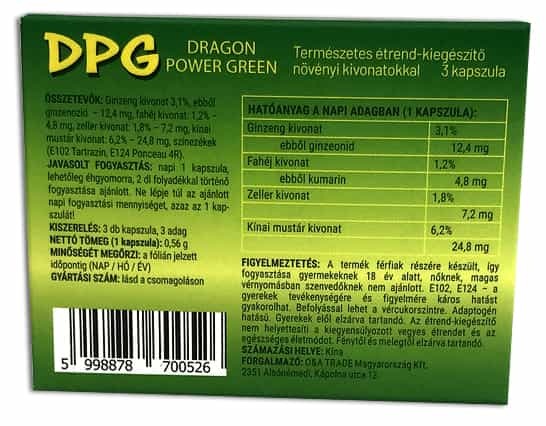 DPG
DRAGON
POWER GREEN
Természetes étrend-kiegészítő
növényi kivonatokkal 3 kapszula
ÖSSZETEVŐK: Ginzeng kivonat 3,1%, ebből
ginzenozid – 12,4 mg, fahéj kivonat: 1,2% –
4,8 mg, zeller kivonat: 1,8% – 7,2 mg, kínai
mustár kivonat: 6,2% – 24,8 mg, színezékek
(E102 Tartrazin, E124 Ponceau 4R).
JAVASOLT FOGYASZTÁS: napi 1 kapszula,
lehetőleg éhgyomorra, 2 dl folyadékkal történő
fogyasztása ajánlott. Ne lépje túl az ajánlott
napi fogyasztási mennyiséget, azaz az 1 kap-
szulát!
KISZERELÉS: 3 db kapszula, 3 adag
NETTÓ TÖMEG (1 kapszula): 0,56 g
MINŐSÉGÉT MEGŐRZI: a fólián jelzett
időpontig (NAP / HÓ / ÉV)
GYÁRTÁSI SZÁM: lásd a csomagoláson
5 998878 700526
HATÓANYAG A NAPI ADAGBAN (1 KAPSZULA):
Ginzeng kivonat 3,1%
ebből ginzeonid 12,4 mg
Fahéj kivonat 1,2%
ebből kumarin 4,8 mg
Zeller kivonat 1,8%
7,2 mg
Kínai mustár kivonat 6,2%
24,8 mg
FIGYELMEZTETÉS: A termék férfiak részére készült, így
fogyasztása gyermekeknek 18 év alatt, nőknek, magas
vérnyomásban szenvedőknek nem ajánlott. E102, E124 – a
gyerekek tevékenységére és figyelmére káros hatást
gyakorolhat. Befolyással lehet a vércukorszintre. Adaptogén
hatású. Gyerekek elől elzárva tartandó. Az étrend-kiegészítő
nem helyettesíti a kiegyensúlyozott vegyes étrendet és az
egészséges életmódot. Fénytől és melegtől elzárva tartandó.
SZÁRMAZÁSI HELYE: Kína
FORGALMAZÓ: O&A TRADE Magyarország Kft.
2351 Alsónémedi, Kápolna utca 12.